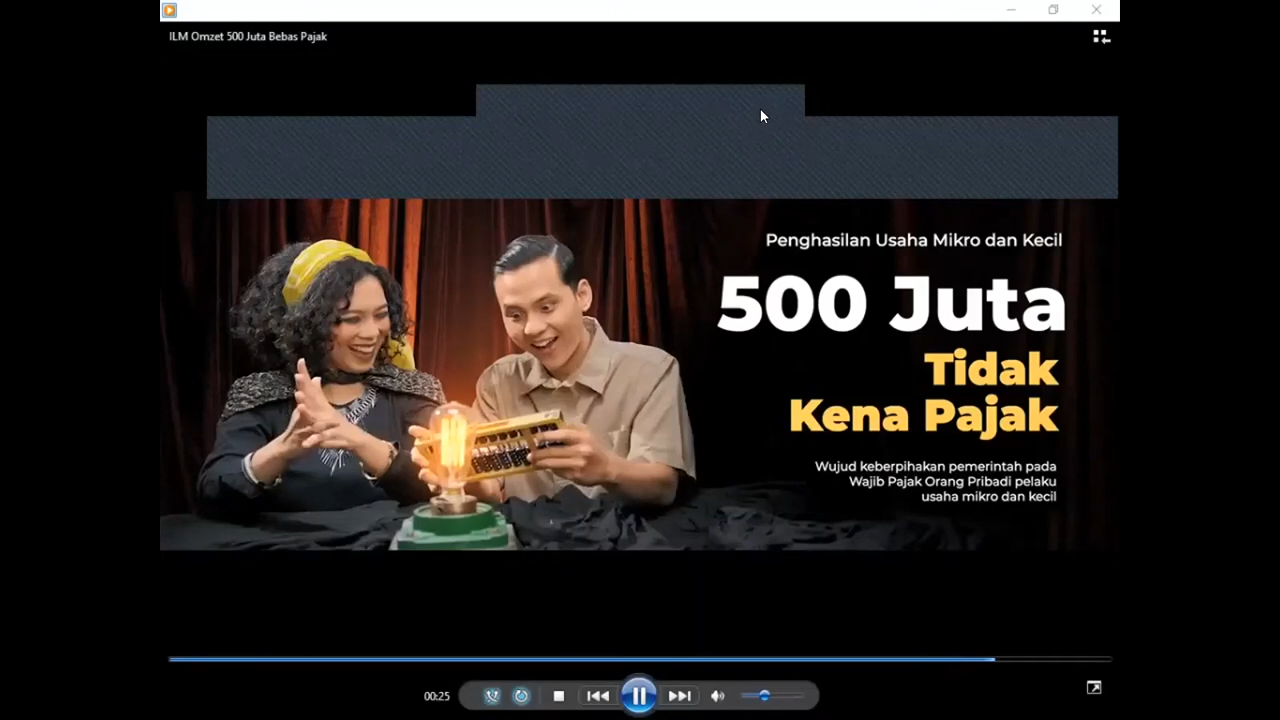 ILM Omzet 500 Juta Bebas Pajak
Penghasilan Usaha Mikro dan Kecil
500 Juta
Tidak
Kena Pajak
Wujud keberpihakan pemerintah pada
Wajib Pajak Orang Pribadi pelaku
usaha mikro dan kecil
00:25